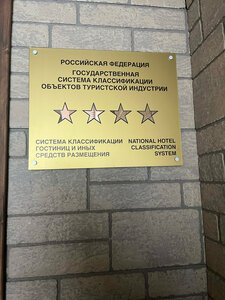 РОССИЙСКАЯ ФЕДЕРАЦИЯ
ГОСУДАРСТВЕННАЯ
СИСТЕМА КЛАССИФИКАЦИИ
ОБЪЕКТОВ ТУРИСТСКОЙ ИНДУСТРИИ
СИСТЕМА КЛАССИФИКАЦИИ
ГОСТИНИЦ И ИНЫХ
СРЕДСТВ РАЗМЕЩЕНИЯ
NATIONAL HOTEL
CLASSIFICATION
SYSTEM